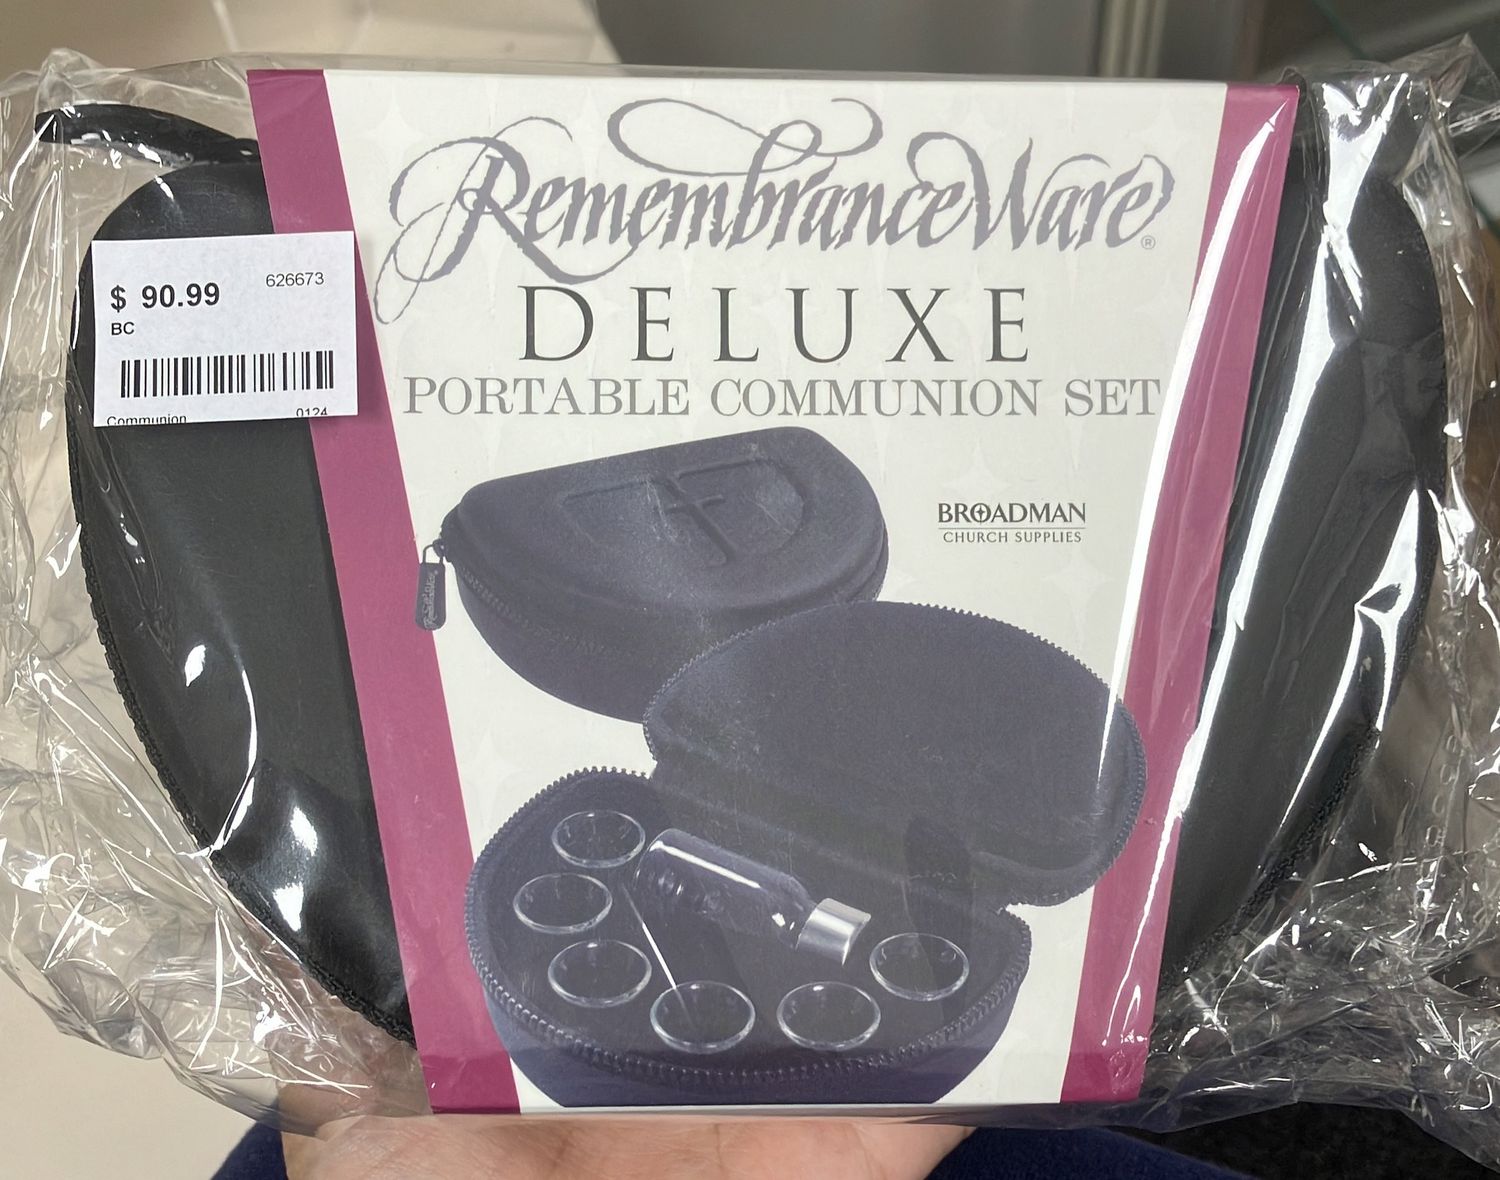 RemembranceWare®
DELUXE
PORTABLE COMMUNION SET
$ 90.99
626673
BC
Communion
0124
BROADMAN
CHURCH SUPPLIES